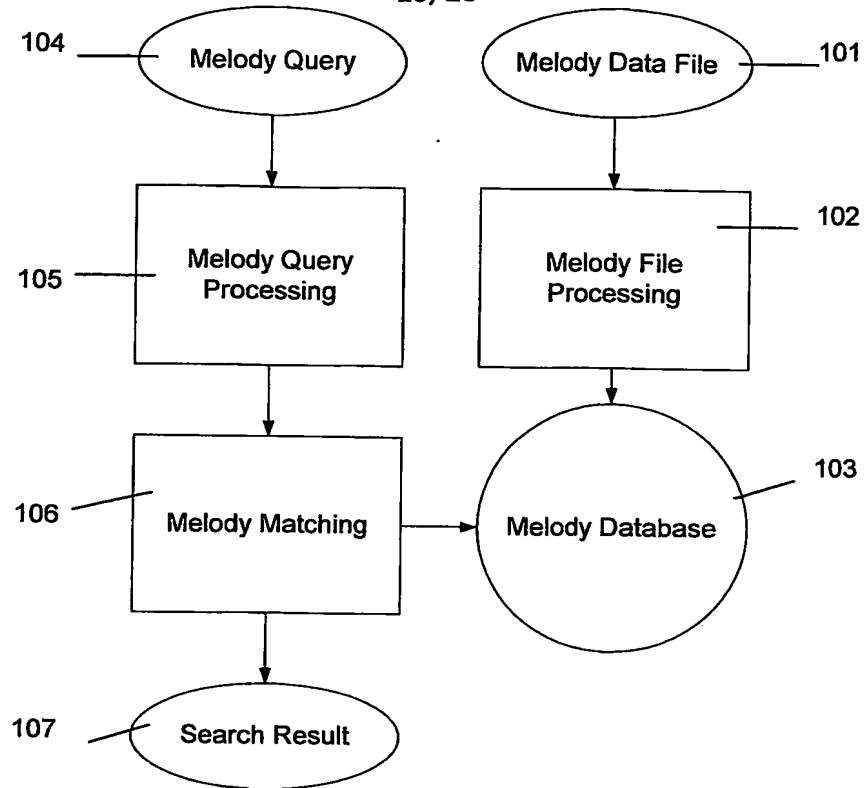 104
Melody Query
Melody Data File
101
105
Melody Query
Processing
102
Melody File
Processing
106
Melody Matching
103
Melody Database
107
Search Result